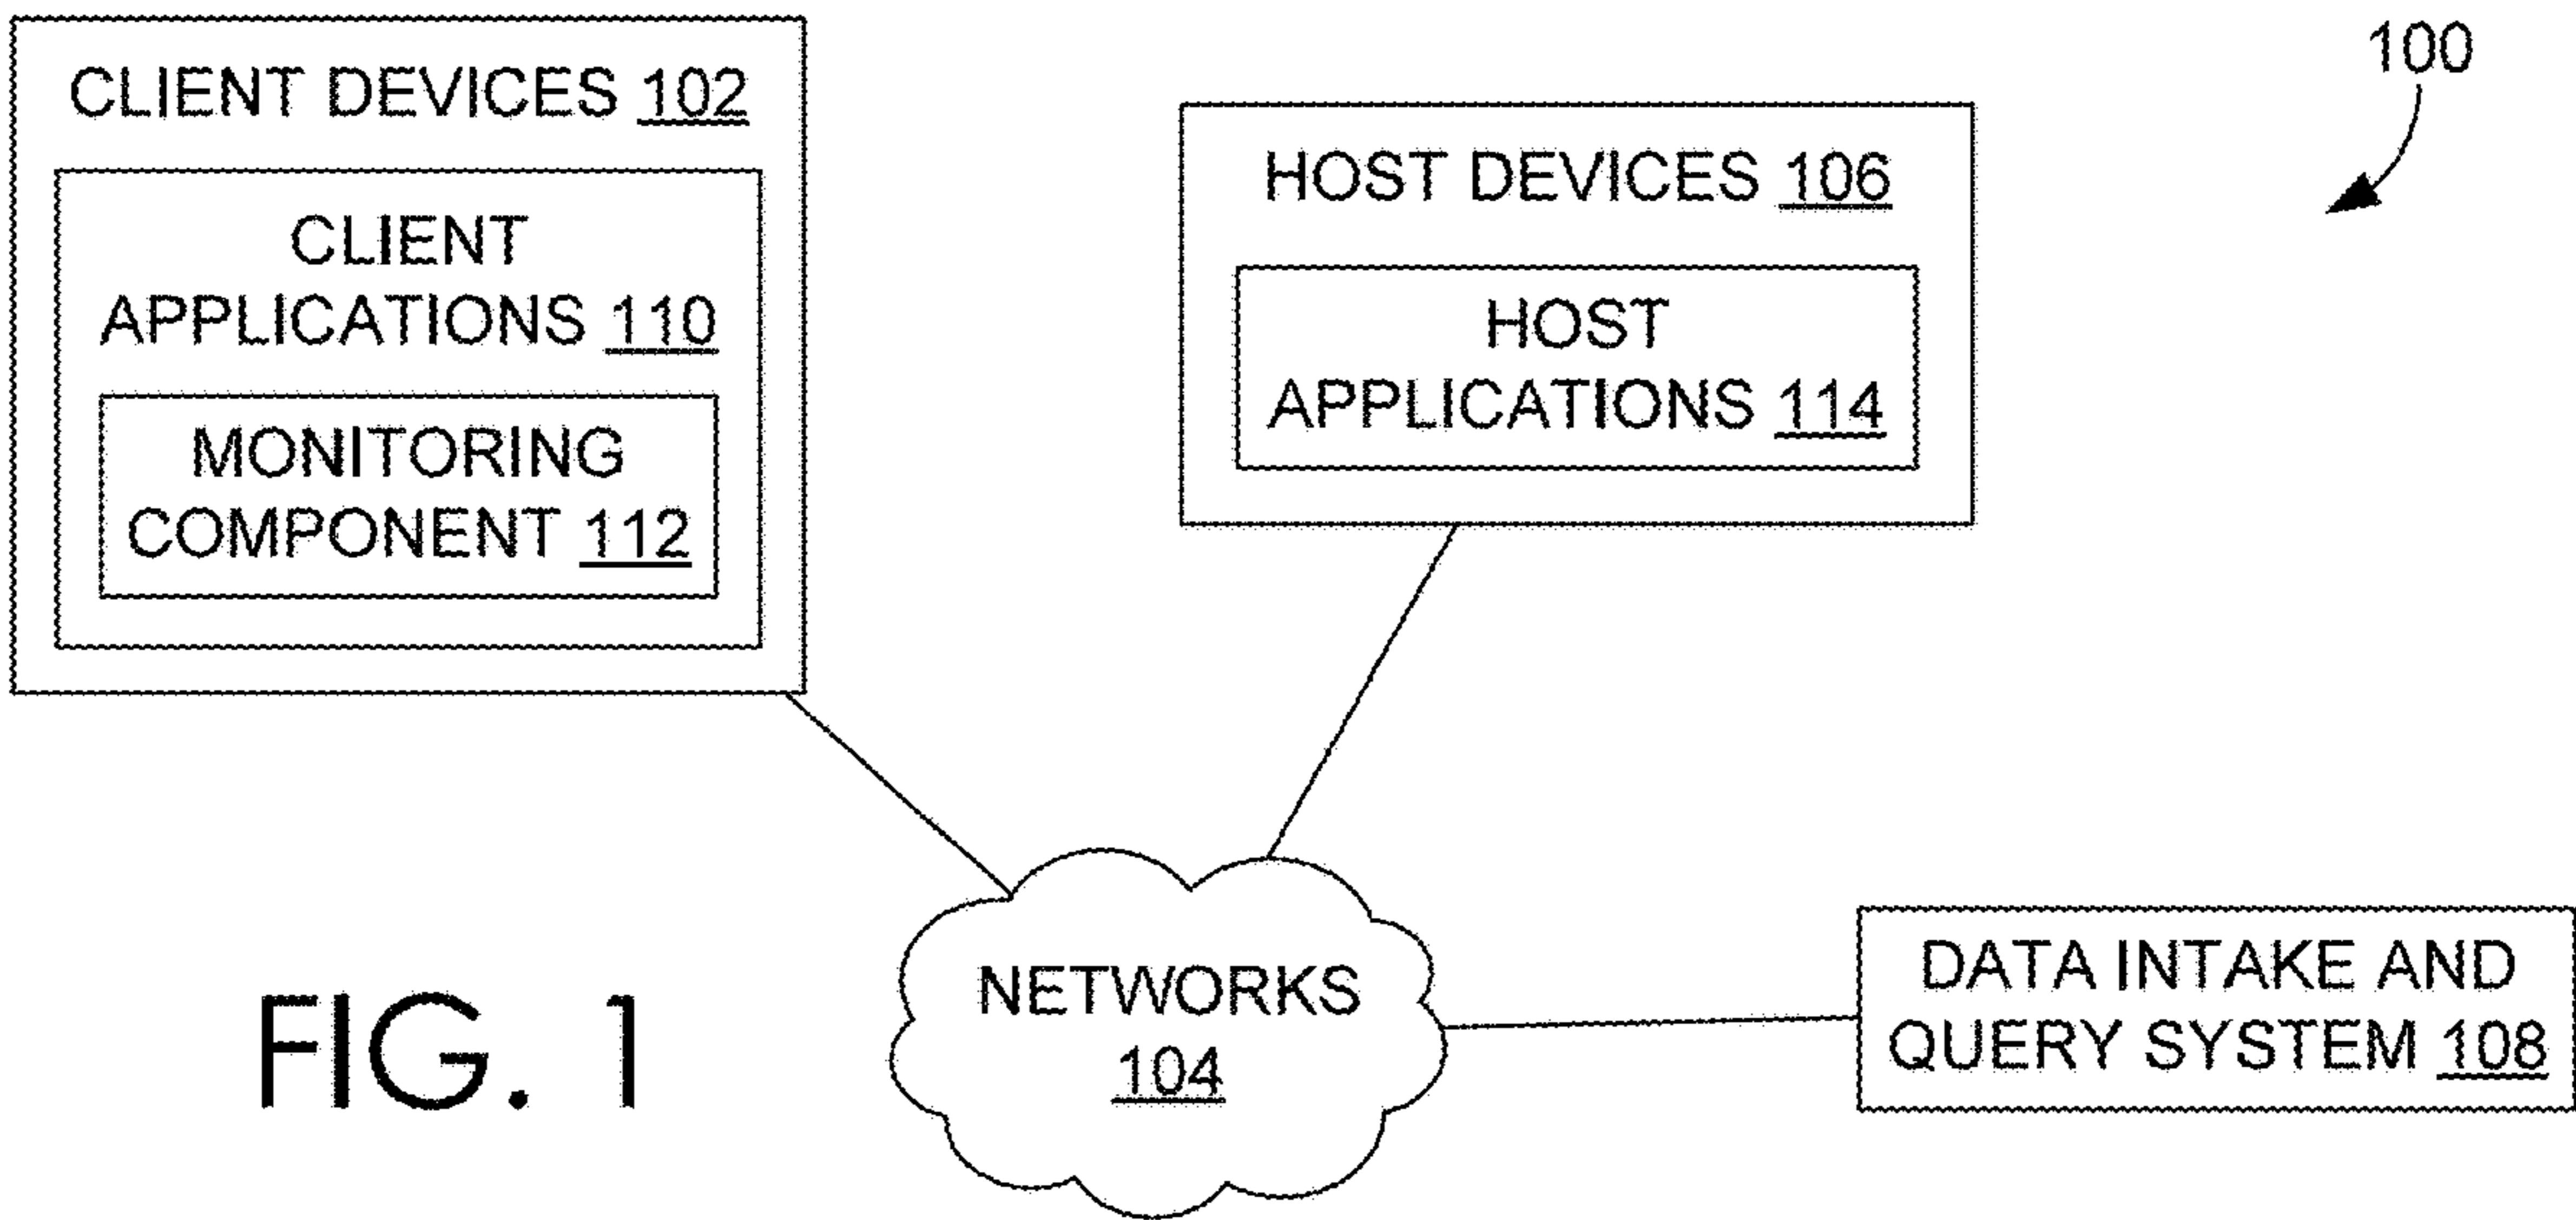 100
CLIENT DEVICES 102
CLIENT
APPLICATIONS 110
MONITORING
COMPONENT 112
HOST DEVICES 106
HOST
APPLICATIONS 114
NETWORKS
104
DATA INTAKE AND
QUERY SYSTEM 108
FIG. 1